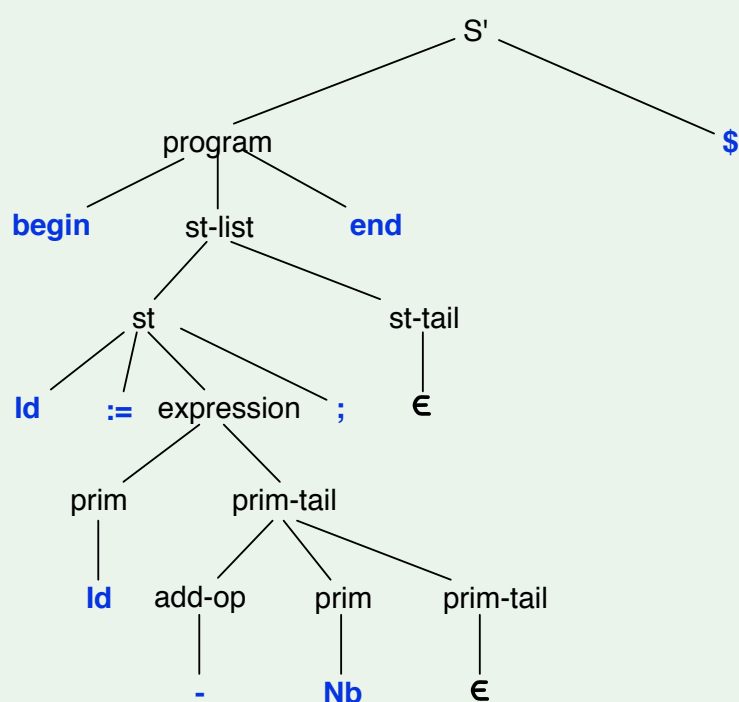 S'
program $
begin st-list end
st st-tail
Id := expression ; ϵ
prim prim-tail
Id add-op prim prim-tail
- Nb ϵ